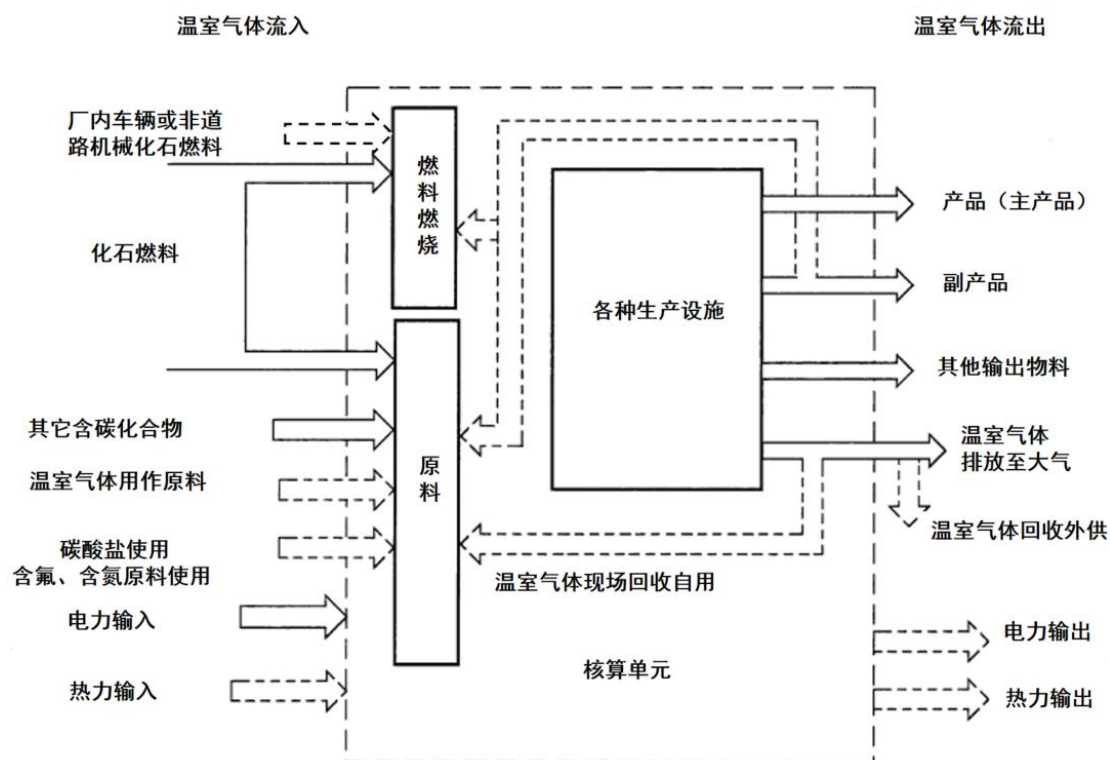 温室气体流入
温室气体流出
厂内车辆或非道
路机械化石燃料
化石燃料
其它含碳化合物
温室气体用作原料
碳酸盐使用
含氟、含氮原料使用
电力输入
热力输入
燃料燃烧
原料
各种生产设施
温室气体现场回收自用
核算单元
产品（主产品）
副产品
其他输出物料
温室气体
排放至大气
温室气体回收外供
电力输出
热力输出